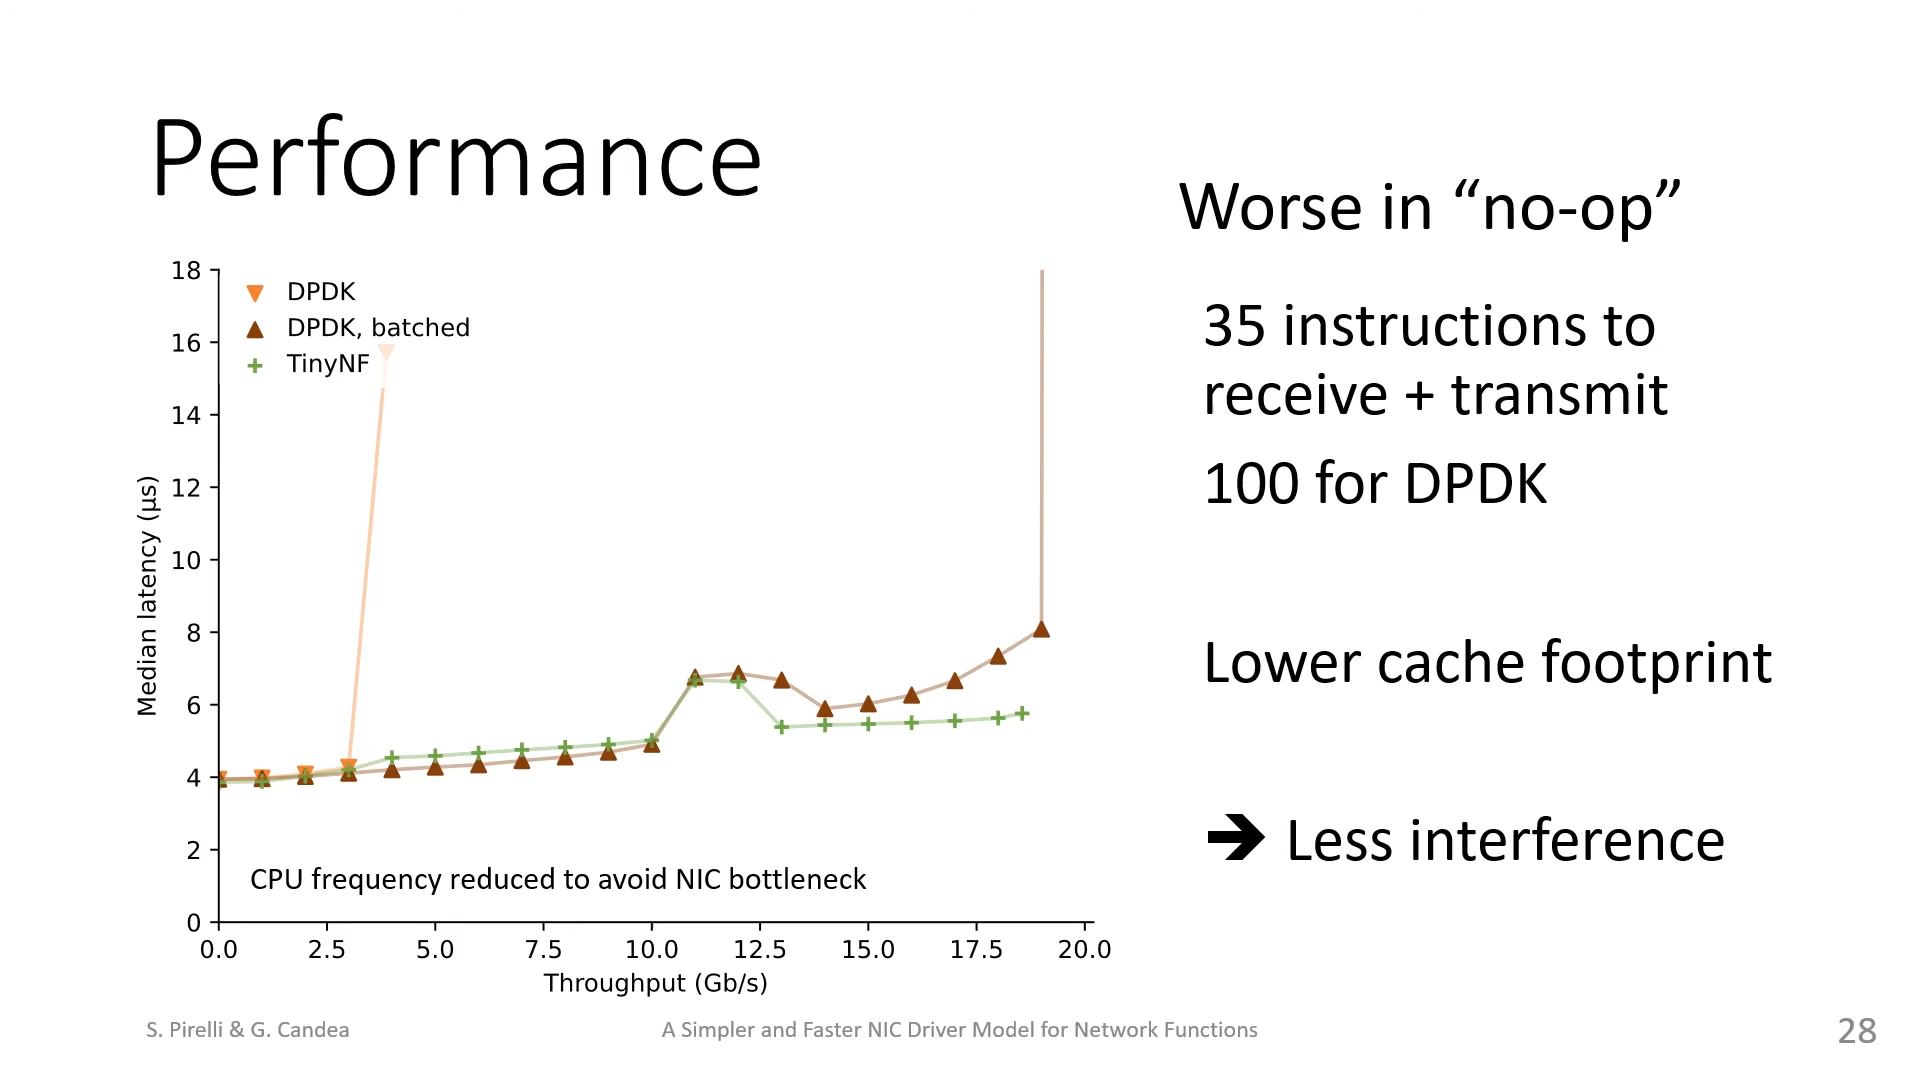 Performance
Worse in “no-op”
35 instructions to
receive + transmit
100 for DPDK
Lower cache footprint
➔ Less interference
DPDK
DPDK, batched
TinyNF
18
16
14
12
10
8
6
4
2
0
Median latency (μs)
CPU frequency reduced to avoid NIC bottleneck
0.0 2.5 5.0 7.5 10.0 12.5 15.0 17.5 20.0
Throughput (Gb/s)
S. Pirelli & G. Candea
A Simpler and Faster NIC Driver Model for Network Functions
28